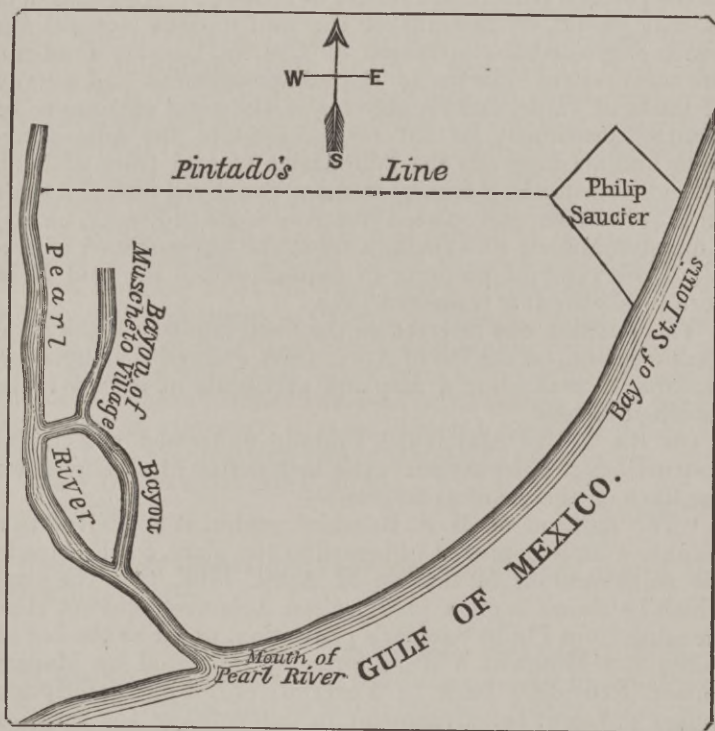 W E
S
Pintado's Line
Philip
Saucier
Pearl
River
Bayou of
Muscheto Village
Bayou
Bay of St. Louis
GULF OF MEXICO.
Mouth of
Pearl River